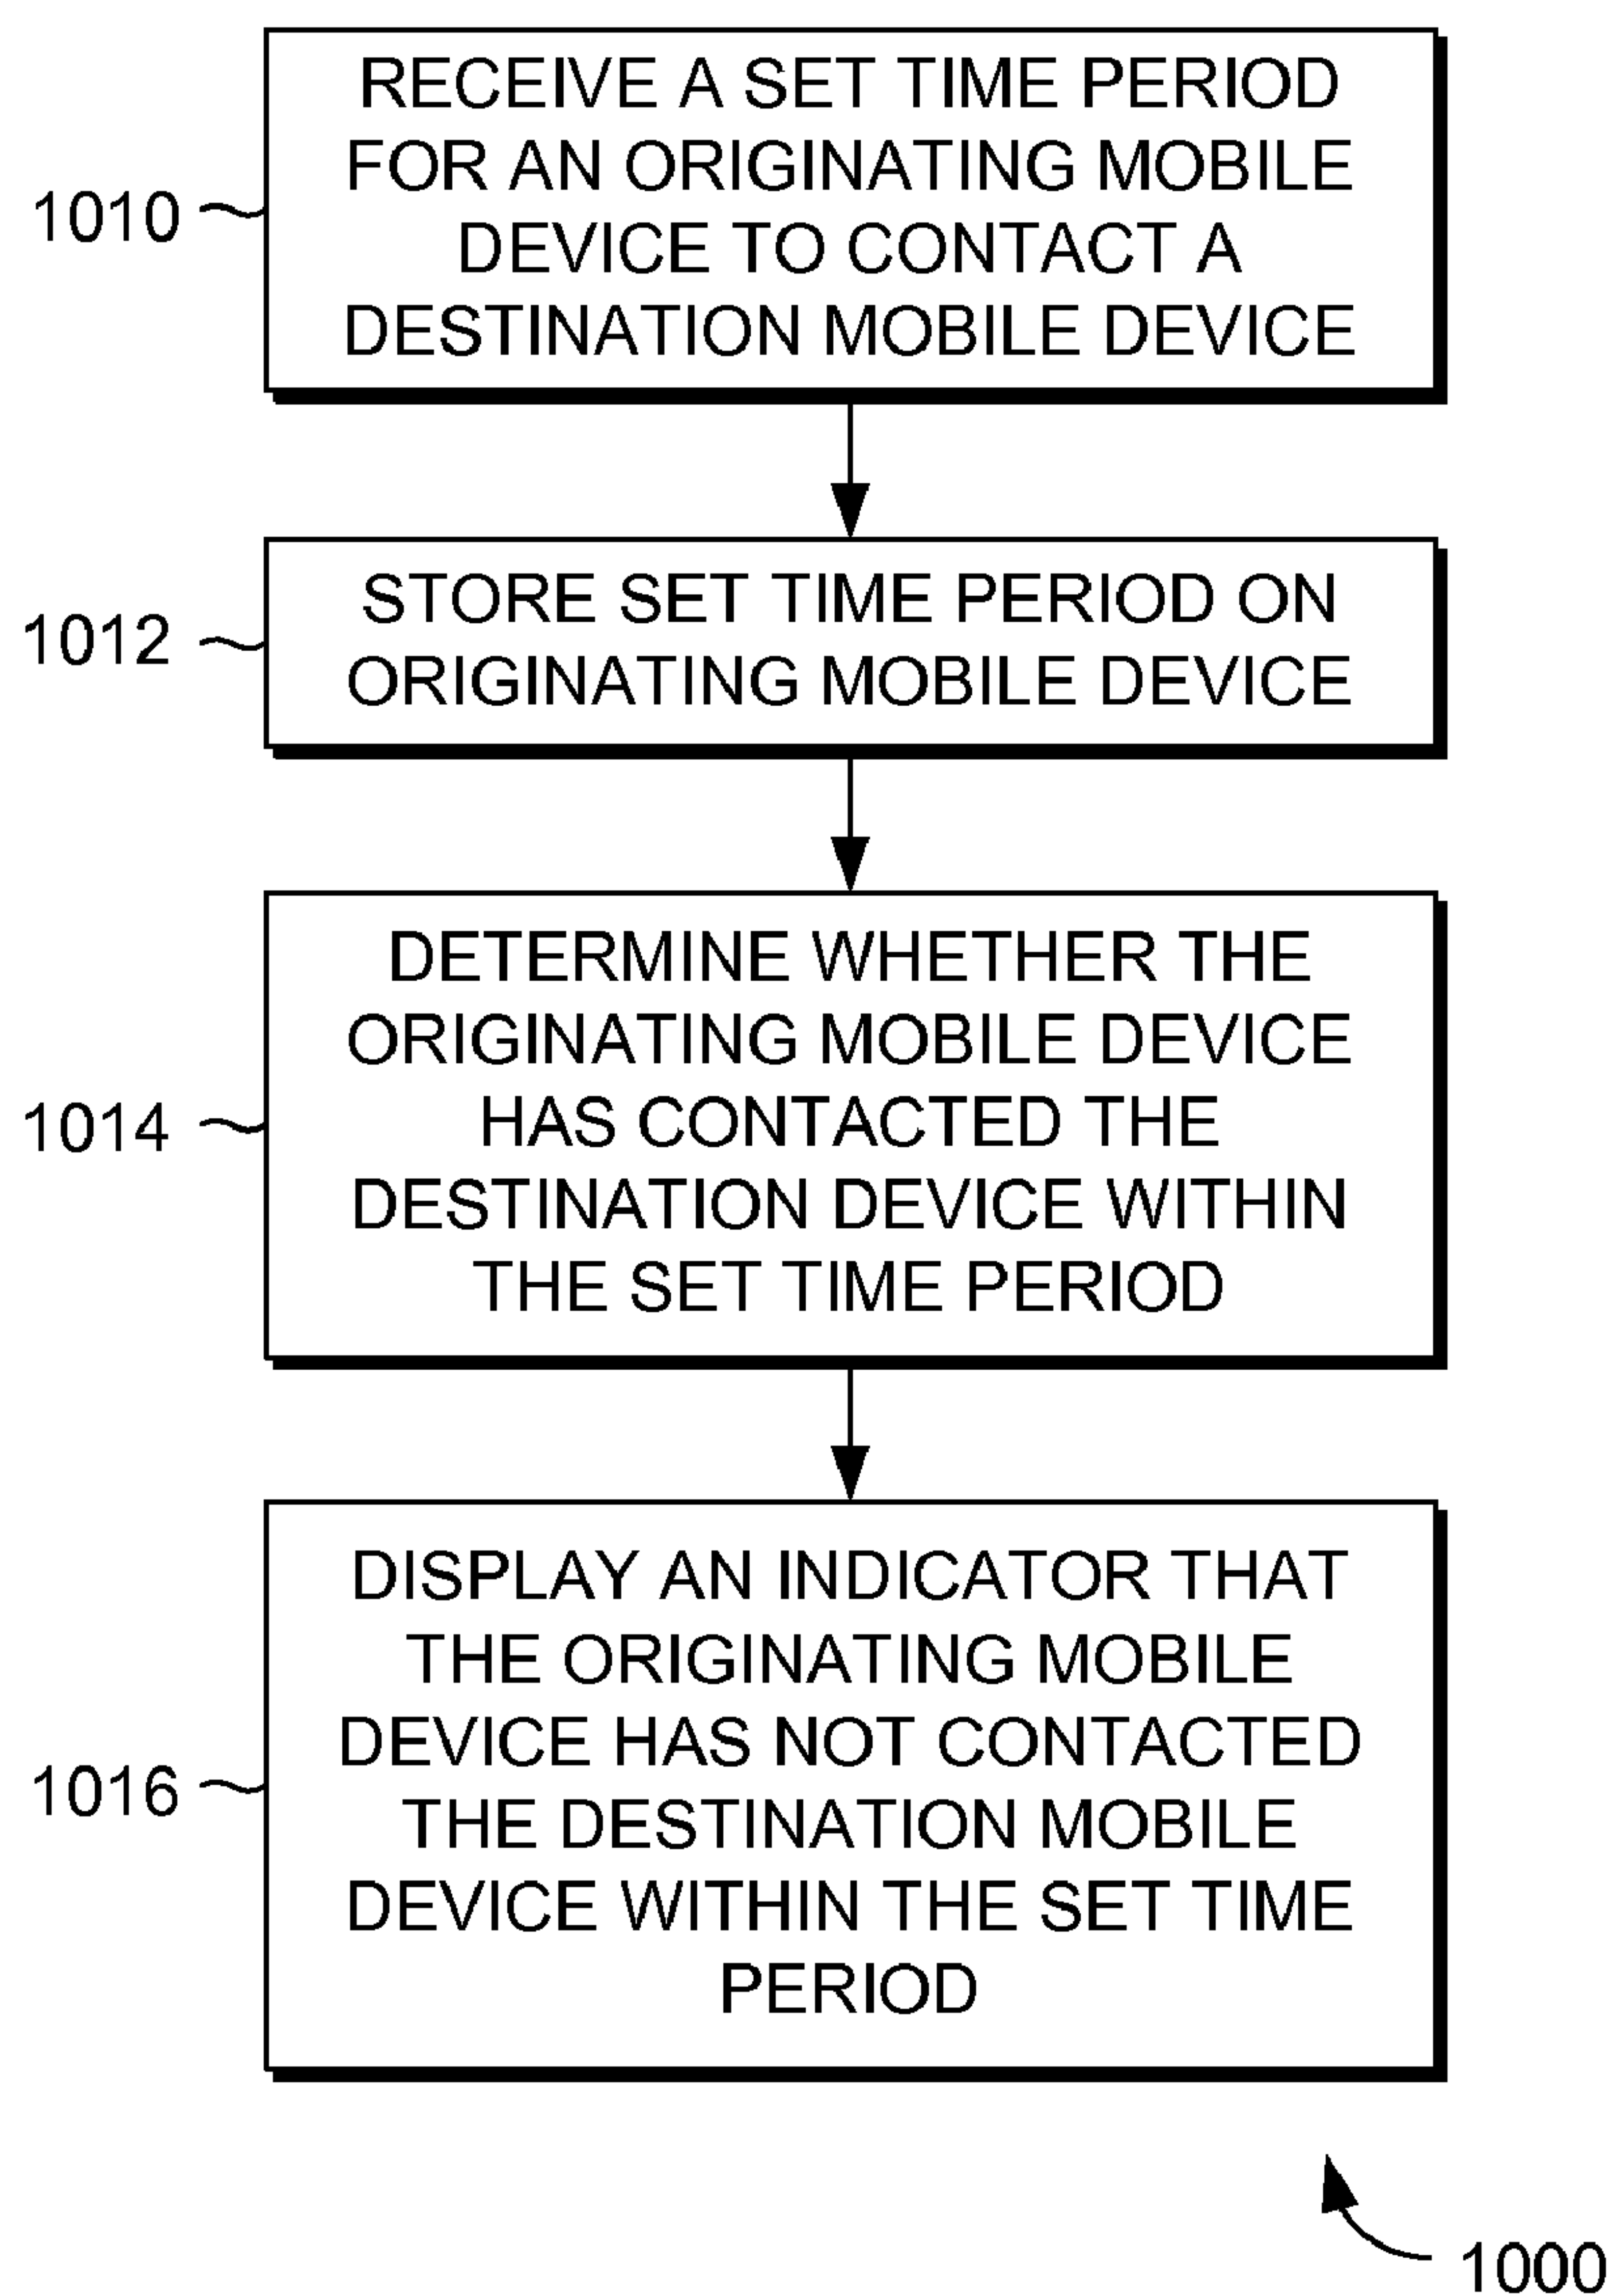 RECEIVE A SET TIME PERIOD
FOR AN ORIGINATING MOBILE
DEVICE TO CONTACT A
DESTINATION MOBILE DEVICE
1010
STORE SET TIME PERIOD ON
ORIGINATING MOBILE DEVICE
1012
DETERMINE WHETHER THE
ORIGINATING MOBILE DEVICE
HAS CONTACTED THE
DESTINATION DEVICE WITHIN
THE SET TIME PERIOD
1014
DISPLAY AN INDICATOR THAT
THE ORIGINATING MOBILE
DEVICE HAS NOT CONTACTED
THE DESTINATION MOBILE
DEVICE WITHIN THE SET TIME
PERIOD
1016
1000